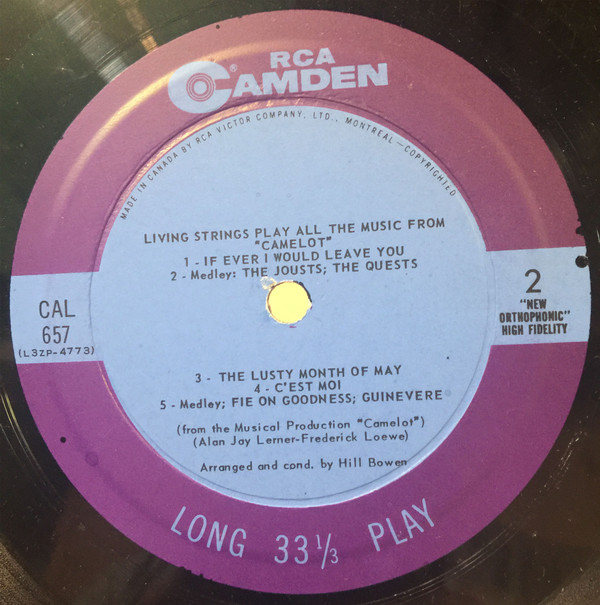 RCA
CAMDEN
®
MADE IN CANADA BY RCA VICTOR COMPANY, LTD., MONTREAL—COPYRIGHTED
LIVING STRINGS PLAY ALL THE MUSIC FROM
"CAMELOT"
1 - IF EVER I WOULD LEAVE YOU
2 - Medley: THE JOUSTS; THE QUESTS
CAL
657
(L3ZP-4773)
2
"NEW
ORTHOPHONIC"
HIGH FIDELITY
3 - THE LUSTY MONTH OF MAY
4 - C'EST MOI
5 - Medley; FIE ON GOODNESS; GUINEVERE
(from the Musical Production "Camelot")
(Alan Jay Lerner-Frederick Loewe)
Arranged and cond. by Hill Bowen
LONG 33⅓ PLAY